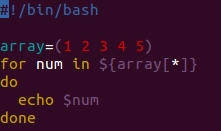 #!/bin/bash

array=(1 2 3 4 5)
for num in ${array[*]}
do
  echo $num
done